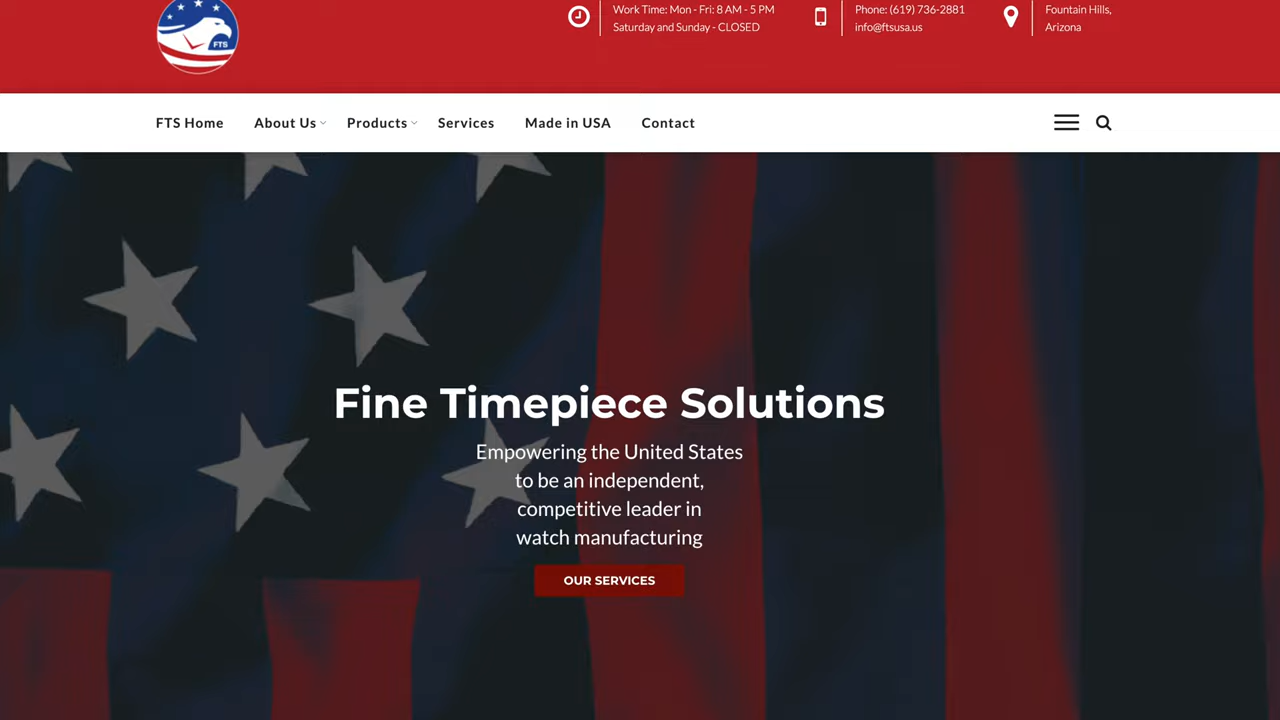 FTS
Work Time: Mon - Fri: 8 AM - 5 PM
Saturday and Sunday - CLOSED
Phone: (619) 736-2881
info@ftsusa.us
Fountain Hills,
Arizona
FTS Home About Us Products Services Made in USA Contact
Fine Timepiece Solutions
Empowering the United States
to be an independent,
competitive leader in
watch manufacturing
OUR SERVICES